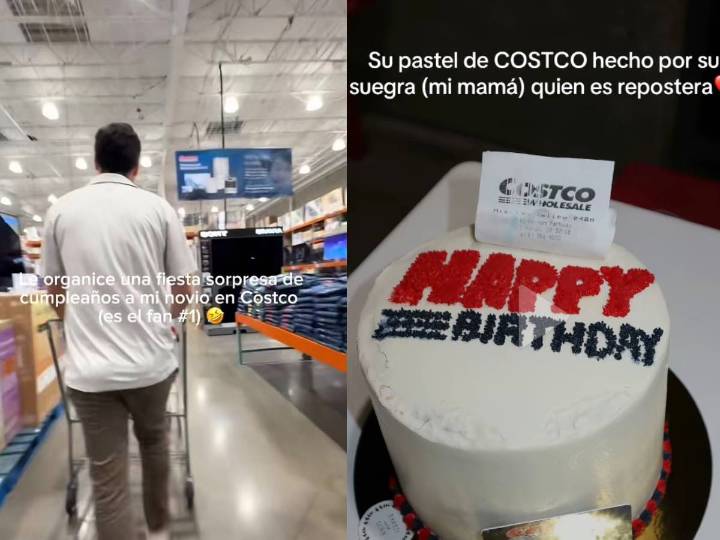 Le organice una fiesta sorpresa de
cumpleaños a mi novio en Costco
(es el fan #1) 🤣
SONY
Su pastel de COSTCO hecho por su
suegra (mi mamá) quien es repostera
COSTCO
WHOLESALE
HAPPY
BIRTHDAY